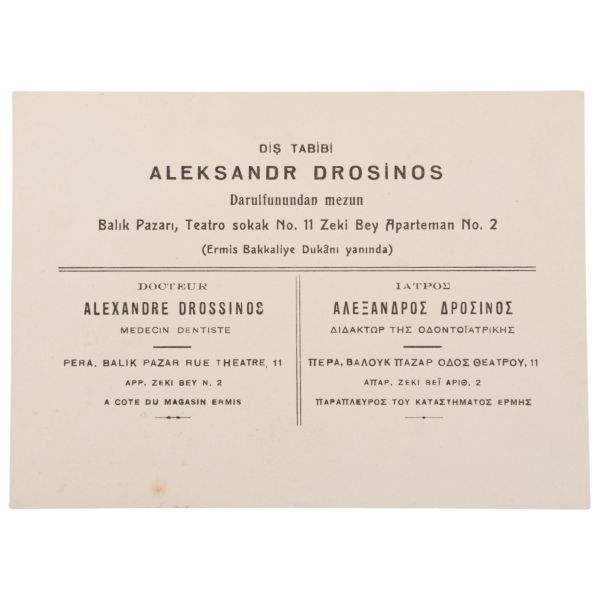 DİŞ TABİBİ
ALEKSANDR DROSİNOS
Darulfunundan mezun
Balık Pazarı, Teatro sokak No. 11 Zeki Bey Aparteman No. 2
(Ermis Bakkaliye Dukânı yanında)
DOCTEUR
ALEXANDRE DROSSINOS
MEDECIN DENTISTE
PERA, BALIK PAZAR RUE THEATRE, 11
APP. ZEKI BEY N. 2
A COTE DU MAGASIN ERMIS
ΙΑΤΡΟΣ
ΑΛΕΞΑΝΔΡΟΣ ΔΡΟΣΙΝΟΣ
ΔΙΔΑΚΤΩΡ ΤΗΣ ΟΔΟΝΤΟΪΑΤΡΙΚΗΣ
ΠΕΡΑ, ΒΑΛΟΥΚ ΠΑΖΑΡ ΟΔΟΣ ΘΕΑΤΡΟΥ, 11
ΑΠΑΡ. ΖΕΚΙ ΒΕΪ ΑΡΙΘ. 2
ΠΑΡΑΠΛΕΥΡΟΣ ΤΟΥ ΚΑΤΑΣΤΗΜΑΤΟΣ ΕΡΜΗΣ